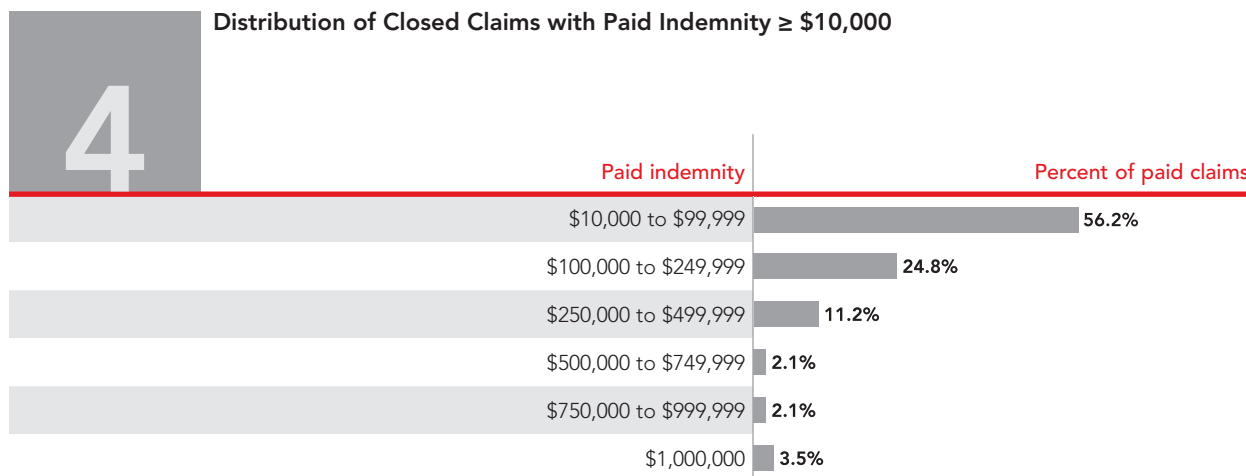 4
Distribution of Closed Claims with Paid Indemnity ≥ $10,000
Paid indemnity Percent of paid claims
$10,000 to $99,999 56.2%
$100,000 to $249,999 24.8%
$250,000 to $499,999 11.2%
$500,000 to $749,999 2.1%
$750,000 to $999,999 2.1%
$1,000,000 3.5%